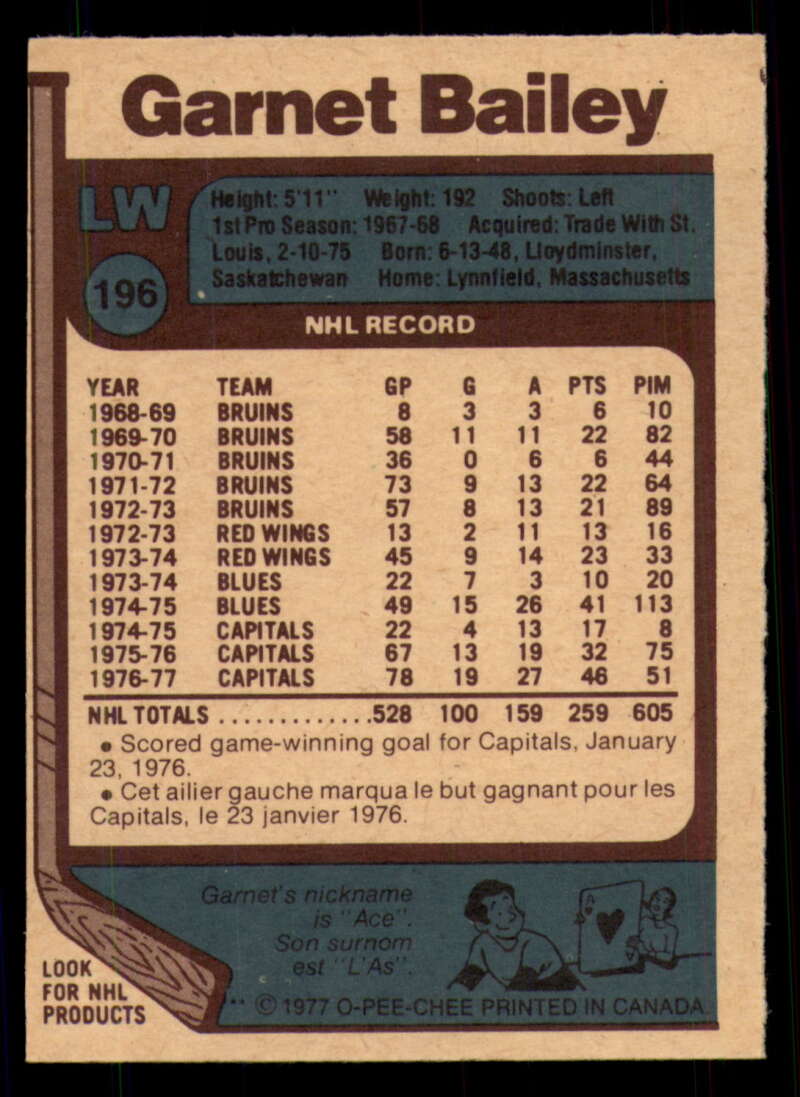 Garnet Bailey
LW
Height: 5'11" Weight: 192 Shoots: Left
1st Pro Season: 1967-68 Acquired: Trade With St.
Louis, 2-10-75 Born: 6-13-48, Lloydminster,
Saskatchewan Home: Lynnfield, Massachusetts
196
NHL RECORD
YEAR TEAM GP G A PTS PIM
1968-69 BRUINS 8 3 3 6 10
1969-70 BRUINS 58 11 11 22 82
1970-71 BRUINS 36 0 6 6 44
1971-72 BRUINS 73 9 13 22 64
1972-73 BRUINS 57 8 13 21 89
1972-73 RED WINGS 13 2 11 13 16
1973-74 RED WINGS 45 9 14 23 33
1973-74 BLUES 22 7 3 10 20
1974-75 BLUES 49 15 26 41 113
1974-75 CAPITALS 22 4 13 17 8
1975-76 CAPITALS 67 13 19 32 75
1976-77 CAPITALS 78 19 27 46 51
NHL TOTALS .............528 100 159 259 605
• Scored game-winning goal for Capitals, January
23, 1976.
• Cet ailier gauche marqua le but gagnant pour les
Capitals, le 23 janvier 1976.
Garnet's nickname
is "Ace".
Son surnom
est "L'As".
A
LOOK
FOR NHL
PRODUCTS
** © 1977 O-PEE-CHEE PRINTED IN CANADA